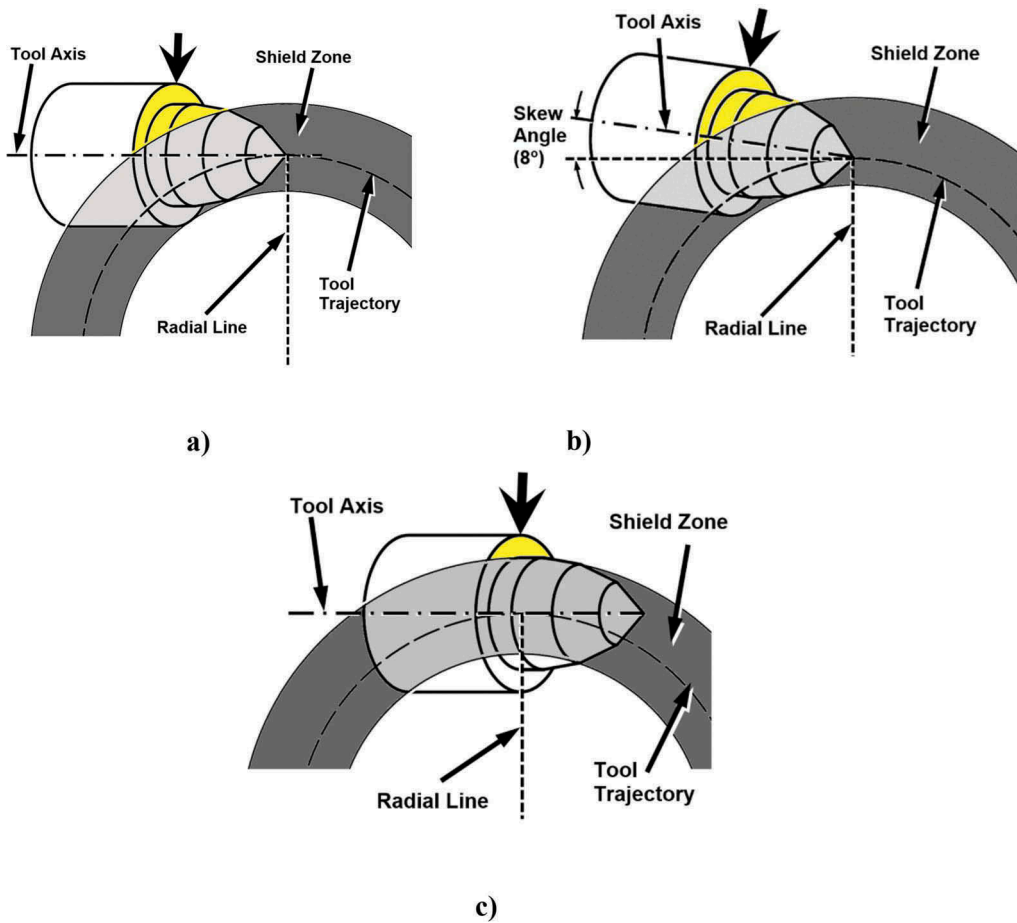 Tool Axis
Shield Zone
Radial Line
Tool
Trajectory
a)
Tool Axis
Shield Zone
Skew
Angle
(8º)
Radial Line
Tool
Trajectory
b)
Tool Axis
Shield Zone
Radial Line
Tool
Trajectory
c)